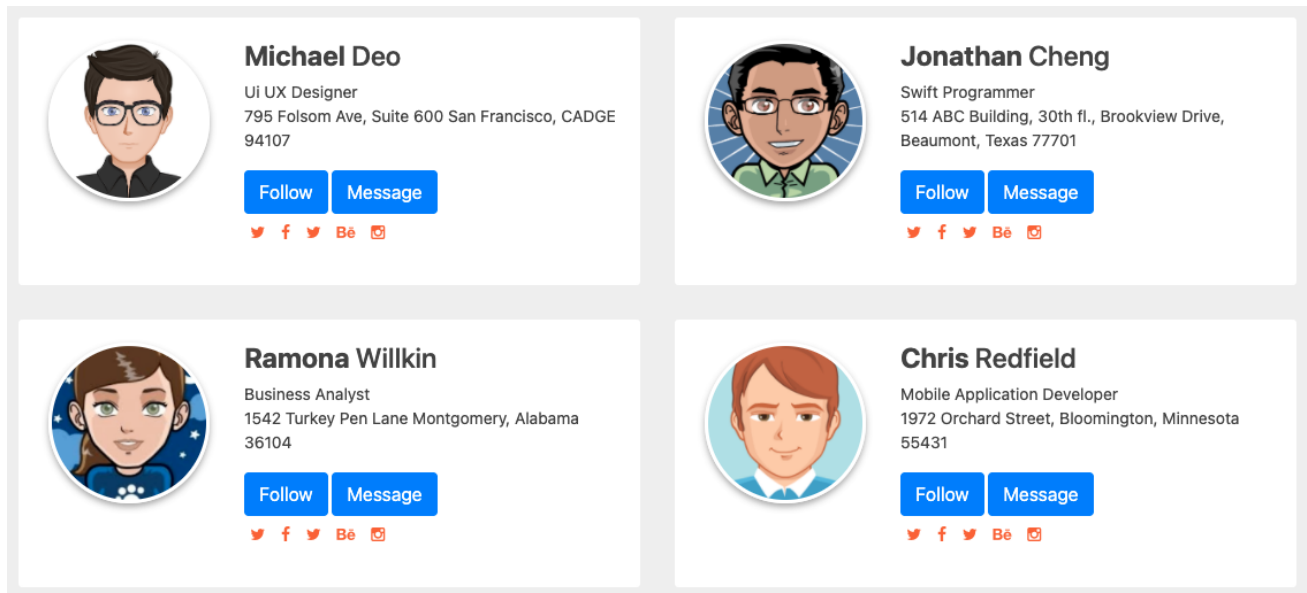 Michael Deo
Ui UX Designer
795 Folsom Ave, Suite 600 San Francisco, CADGE
94107
Follow Message
Bē
Jonathan Cheng
Swift Programmer
514 ABC Building, 30th fl., Brookview Drive,
Beaumont, Texas 77701
Follow Message
Bē
Ramona Willkin
Business Analyst
1542 Turkey Pen Lane Montgomery, Alabama
36104
Follow Message
Bē
Chris Redfield
Mobile Application Developer
1972 Orchard Street, Bloomington, Minnesota
55431
Follow Message
Bē